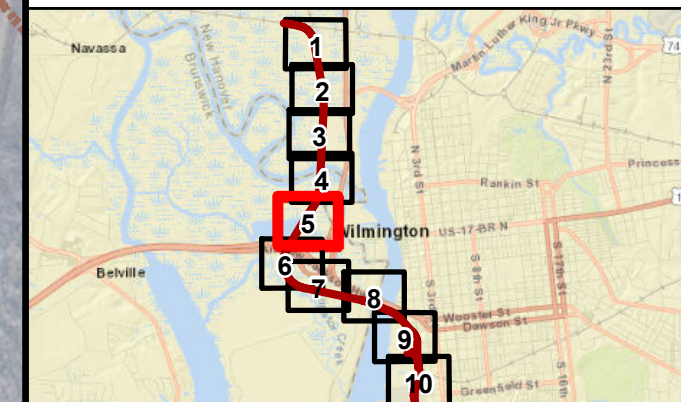 Martin Luther King Jr Pkwy
N 23rd St
74
Navassa
New Hanover
Brunswick
1
2
3
N 3rd St
Princess
4
Rankin St
5
Wilmington
US-17-BR N
1
Belville
6
7
8
S 3rd
S 8th St
S 17th St
Wooster St
Dawson St
9
10
Greenfield St
S 16th